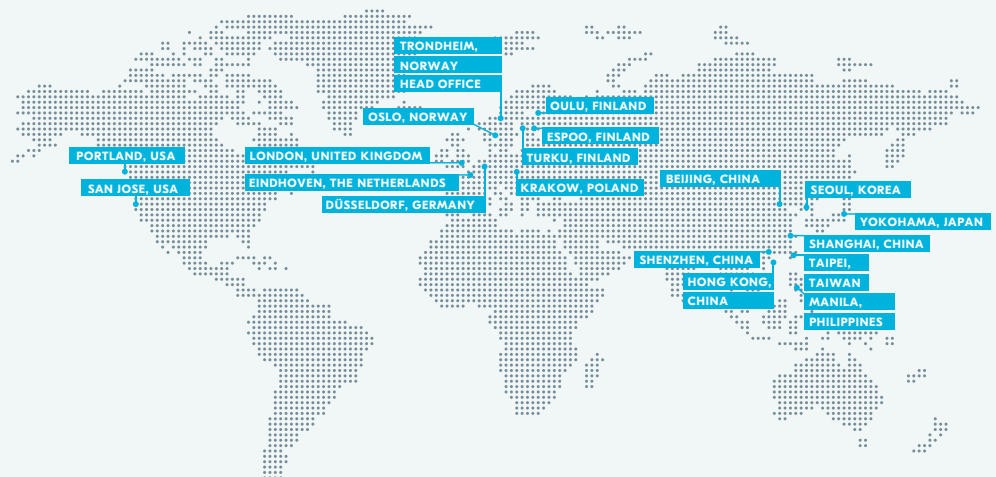 TRONDHEIM,
NORWAY
HEAD OFFICE
OSLO, NORWAY
OULU, FINLAND
ESPOO, FINLAND
TURKU, FINLAND
PORTLAND, USA
SAN JOSE, USA
LONDON, UNITED KINGDOM
EINDHOVEN, THE NETHERLANDS
DÜSSELDORF, GERMANY
KRAKOW, POLAND
BEIJING, CHINA
SEOUL, KOREA
YOKOHAMA, JAPAN
SHANGHAI, CHINA
SHENZHEN, CHINA
TAIPEI,
TAIWAN
HONG KONG,
CHINA
MANILA,
PHILIPPINES